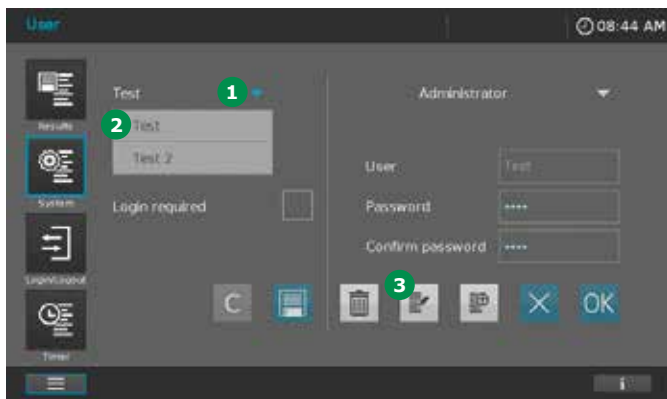 User
08:44 AM
Results
System
Login/Logout
Timer
Test
1
2
Test
Test 2
Login required
Administrator
User
Test
Password
••••
Confirm password
••••
3
C
OK
i